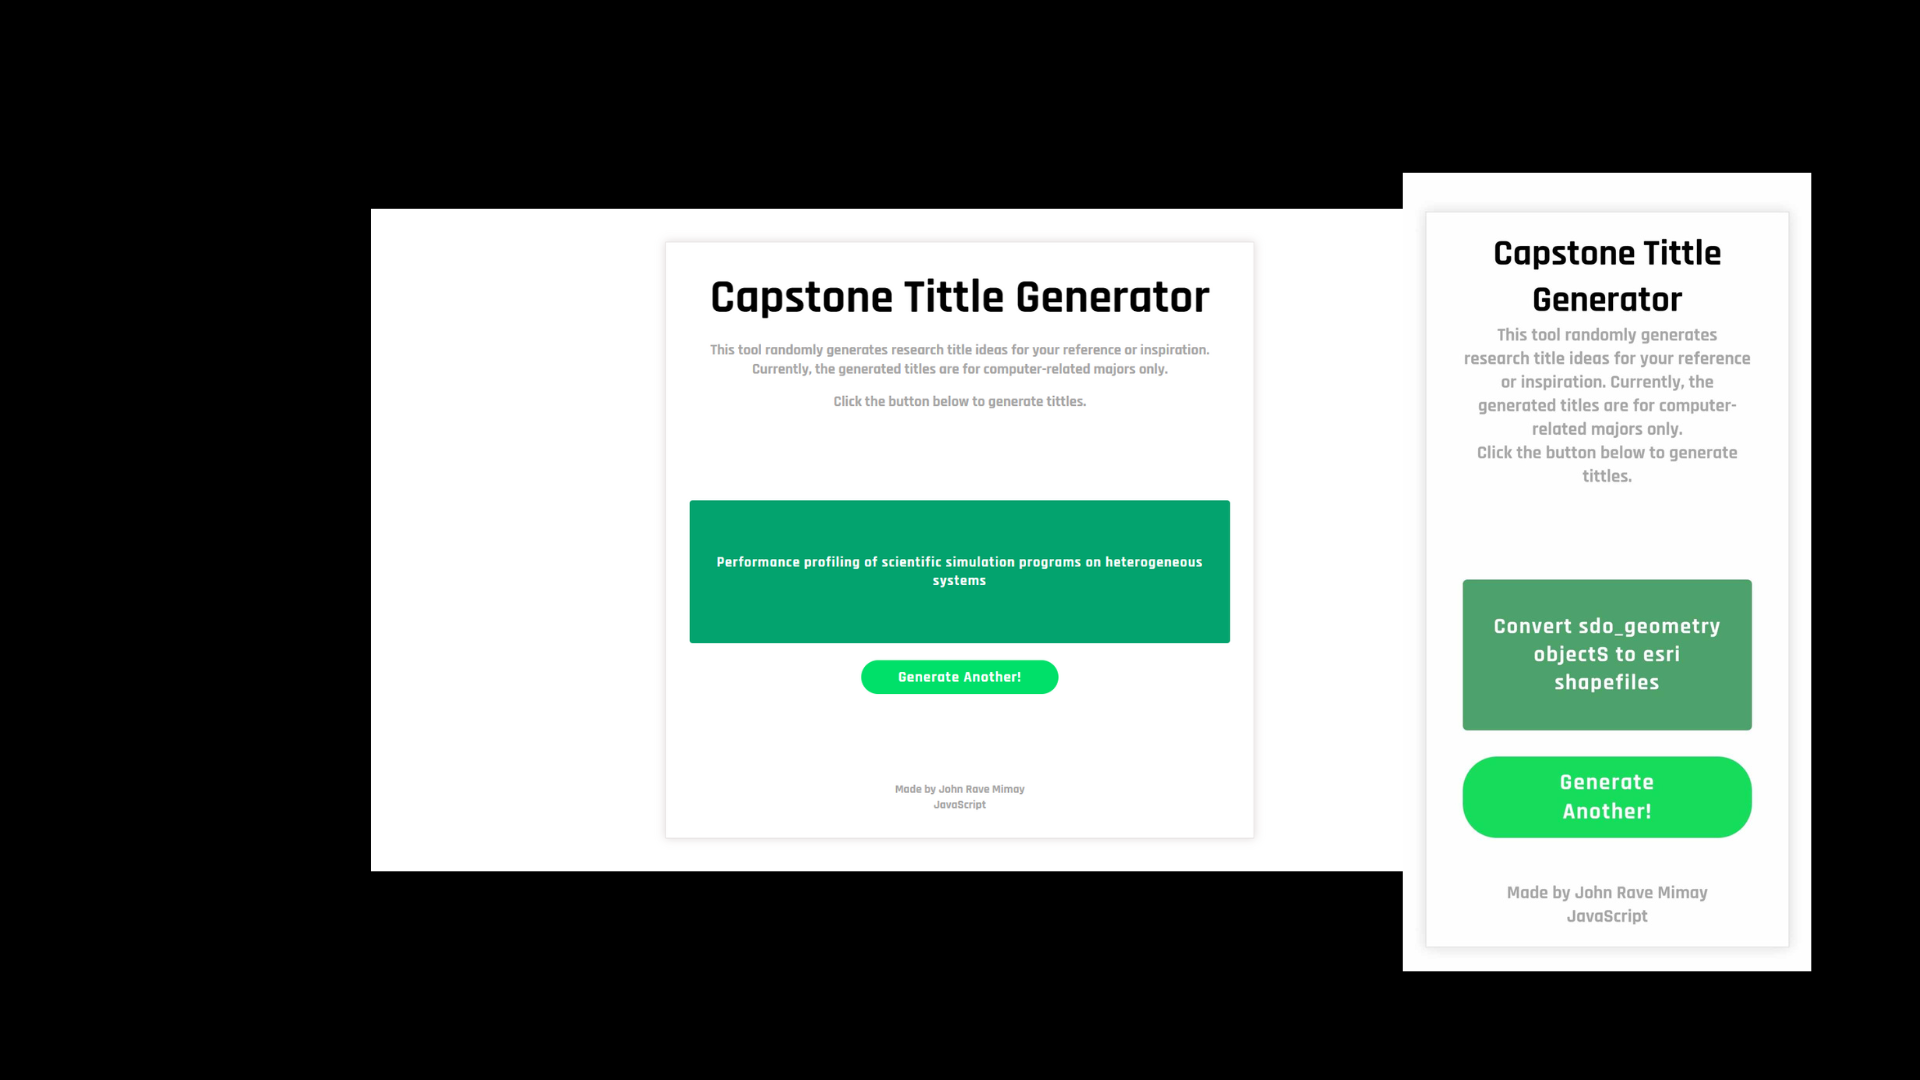 Capstone Tittle Generator
This tool randomly generates research title ideas for your reference or inspiration.
Currently, the generated titles are for computer-related majors only.
Click the button below to generate tittles.
Performance profiling of scientific simulation programs on heterogeneous
systems
Generate Another!
Made by John Rave Mimay
JavaScript
Capstone Tittle
Generator
This tool randomly generates
research title ideas for your reference
or inspiration. Currently, the
generated titles are for computer-
related majors only.
Click the button below to generate
tittles.
Convert sdo_geometry
objectS to esri
shapefiles
Generate
Another!
Made by John Rave Mimay
JavaScript